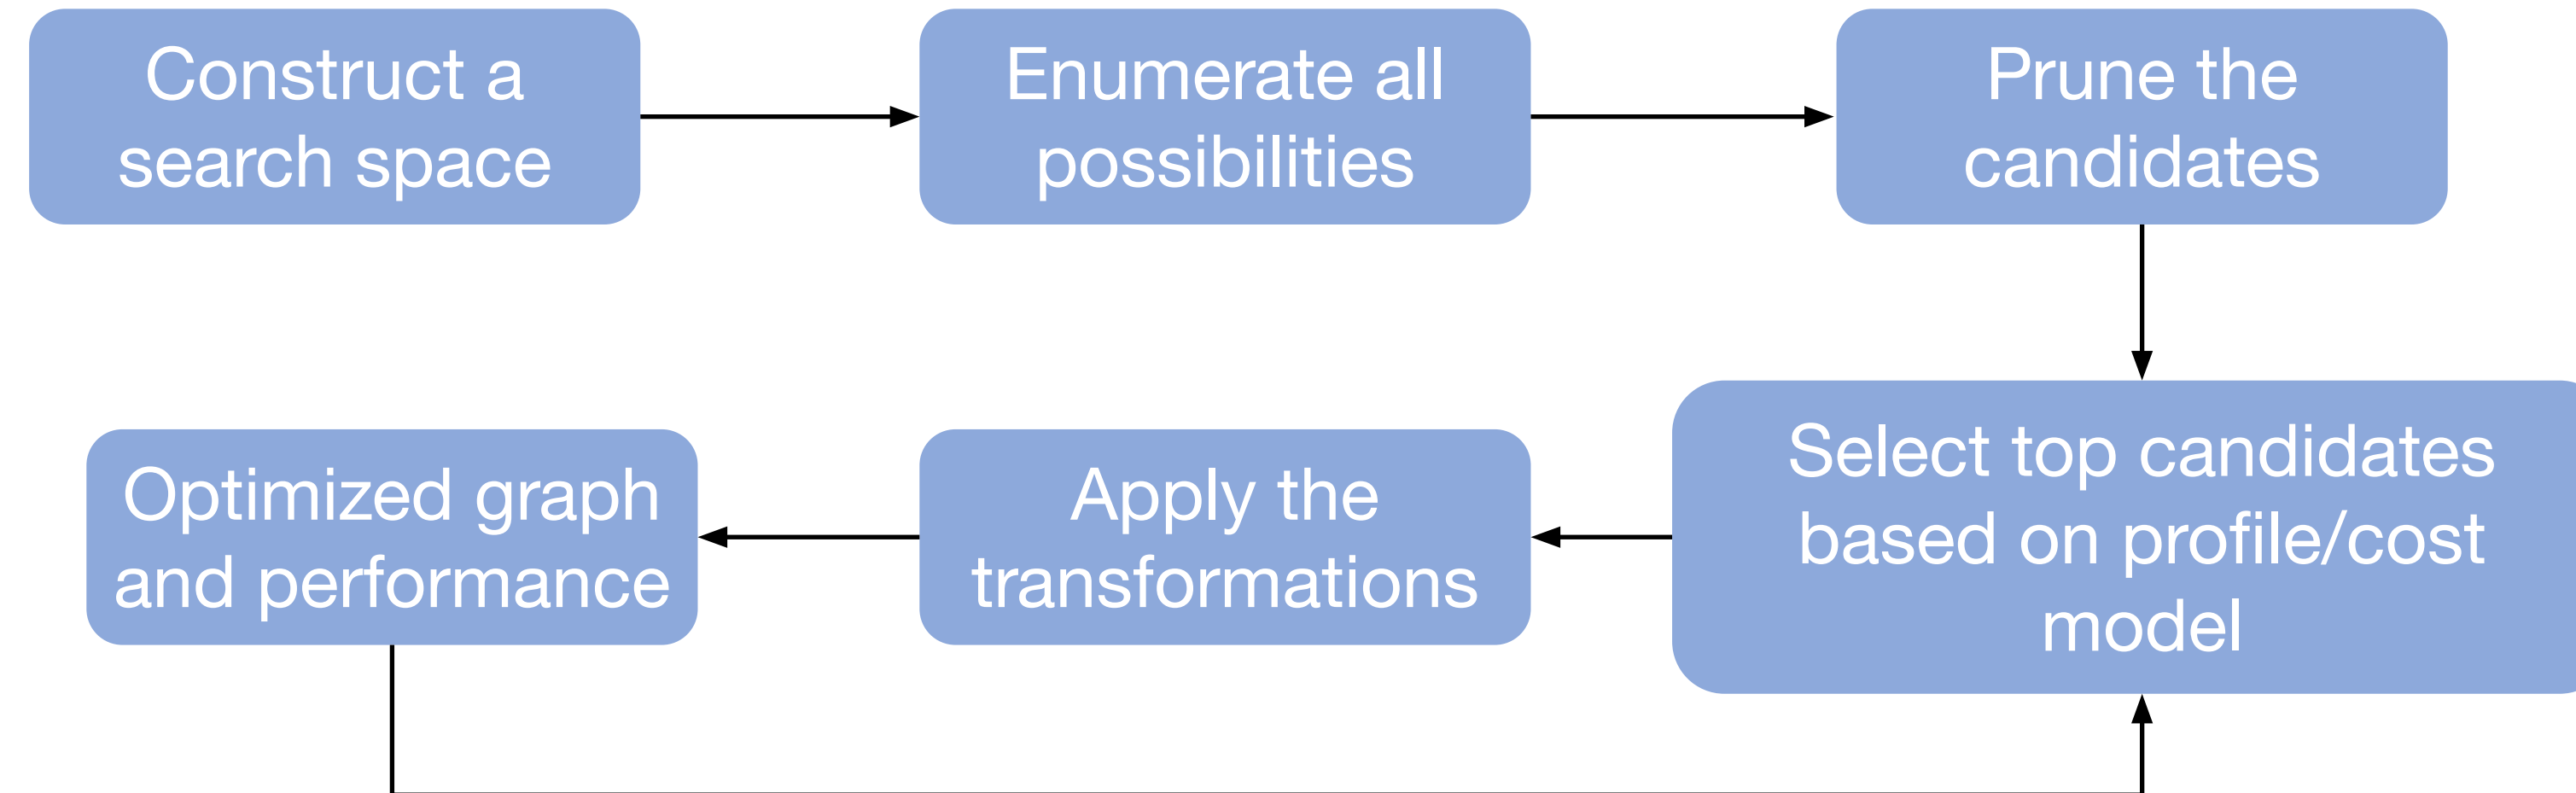 Construct a
search space
Enumerate all
possibilities
Prune the
candidates
Select top candidates
based on profile/cost
model
Apply the
transformations
Optimized graph
and performance